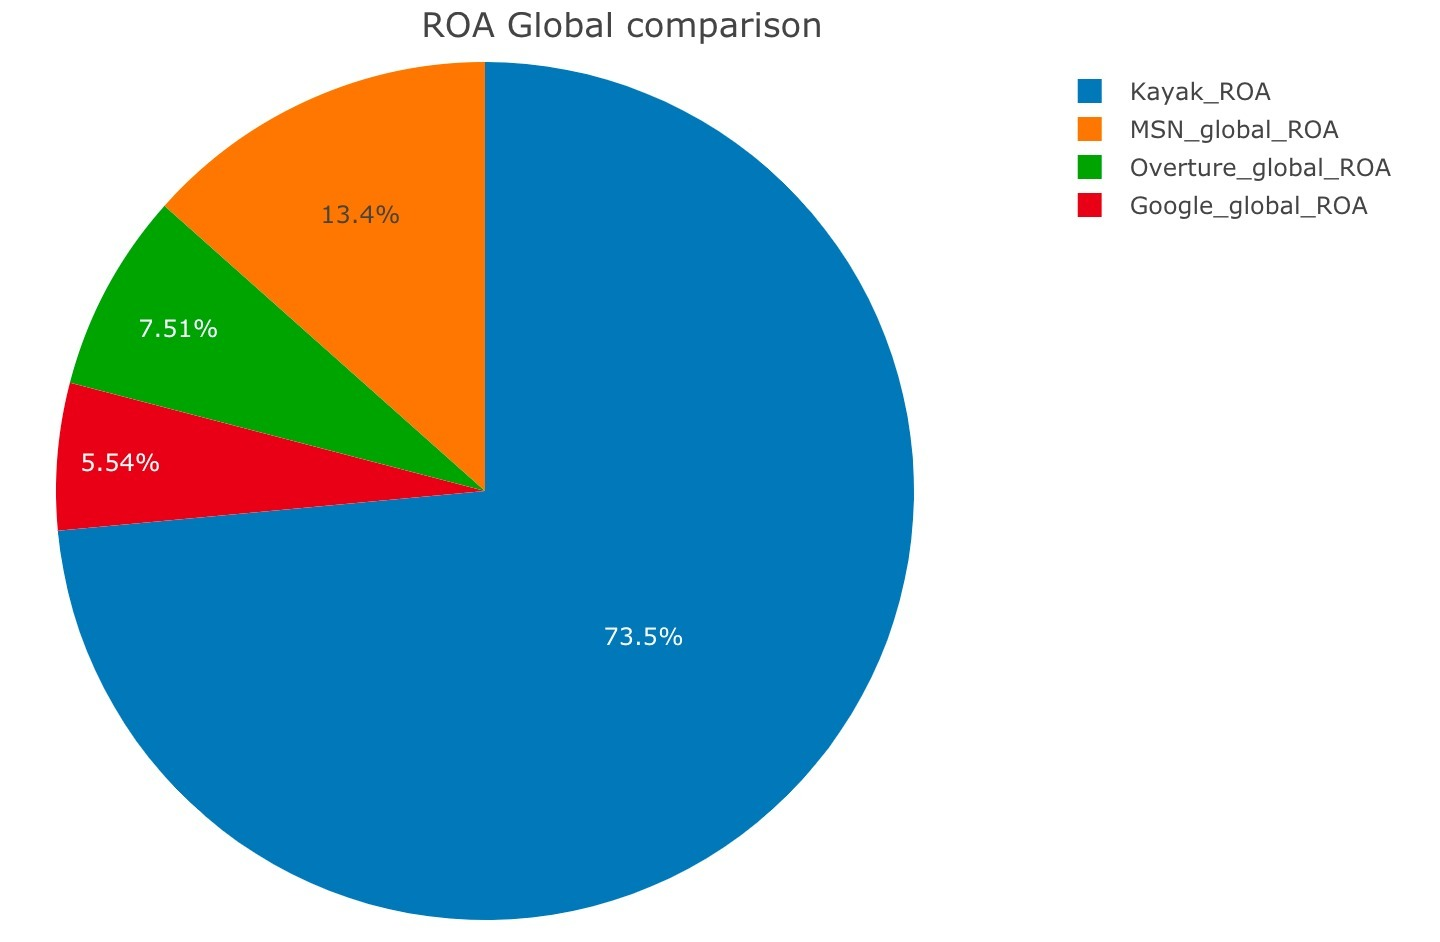 ROA Global comparison
Kayak_ROA
MSN_global_ROA
Overture_global_ROA
Google_global_ROA
13.4%
7.51%
5.54%
73.5%